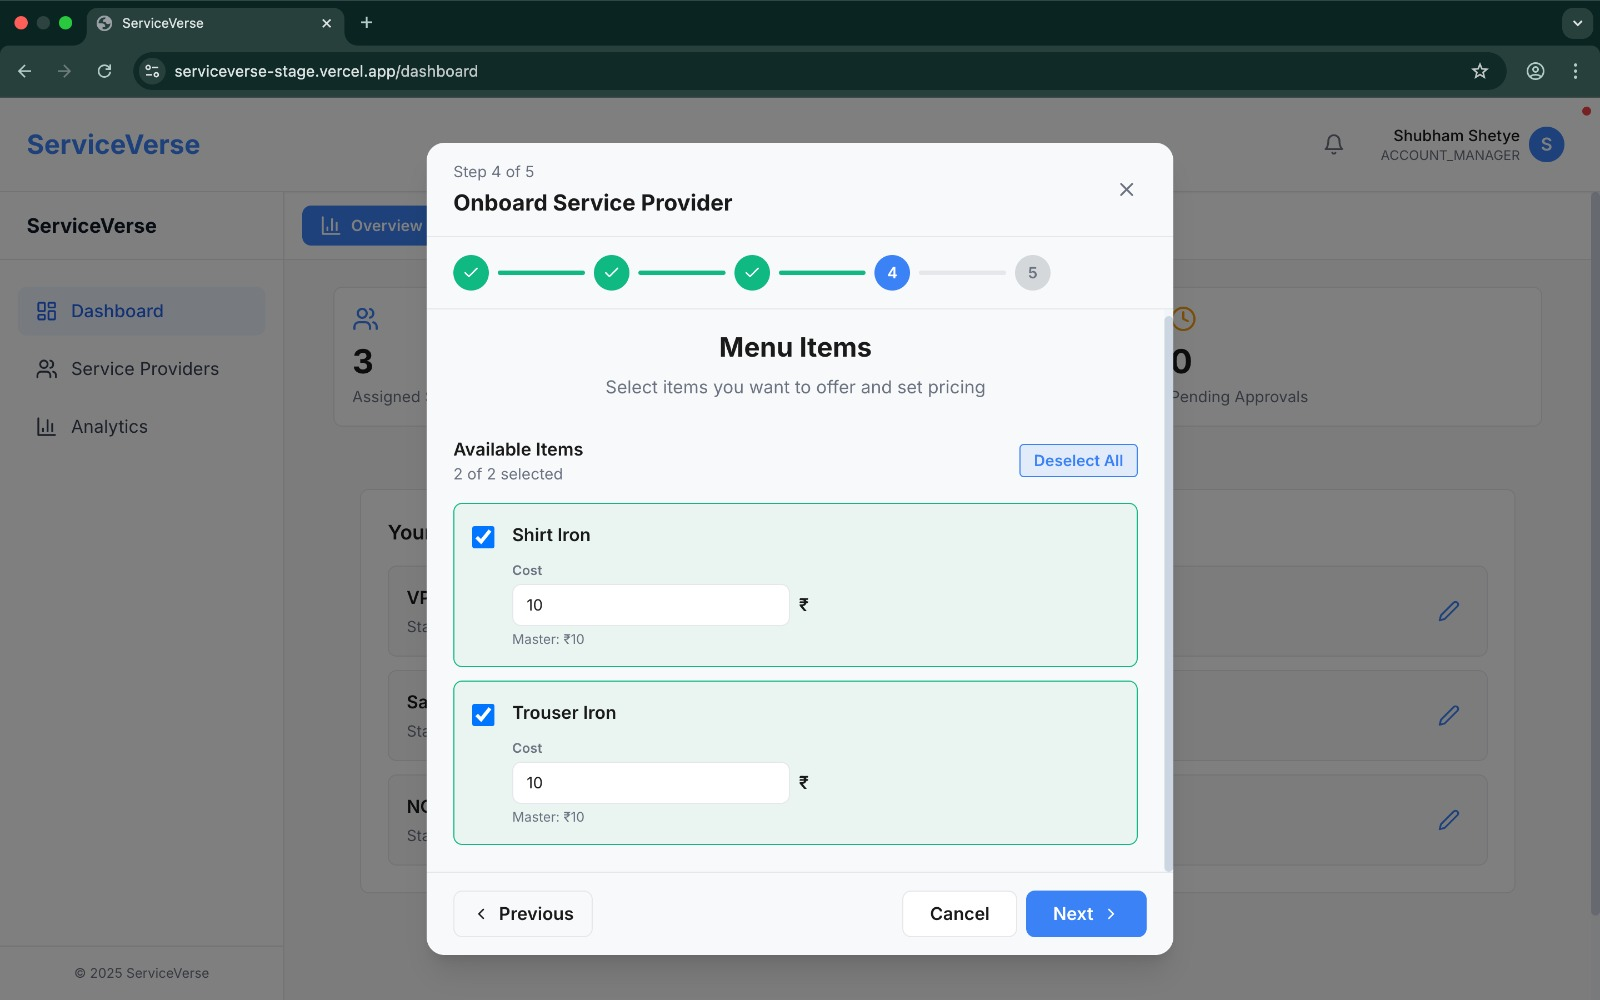 ServiceVerse
serviceverse-stage.vercel.app/dashboard
ServiceVerse
Shubham Shetye
ACCOUNT_MANAGER
S
ServiceVerse
Overview
Dashboard
Service Providers
Analytics
© 2025 ServiceVerse
3
Assigned
0
Pending Approvals
Step 4 of 5
Onboard Service Provider
4
5
Menu Items
Select items you want to offer and set pricing
Available Items
2 of 2 selected
Deselect All
Shirt Iron
Cost
10 ₹
Master: ₹10
Trouser Iron
Cost
10 ₹
Master: ₹10
Previous
Cancel
Next